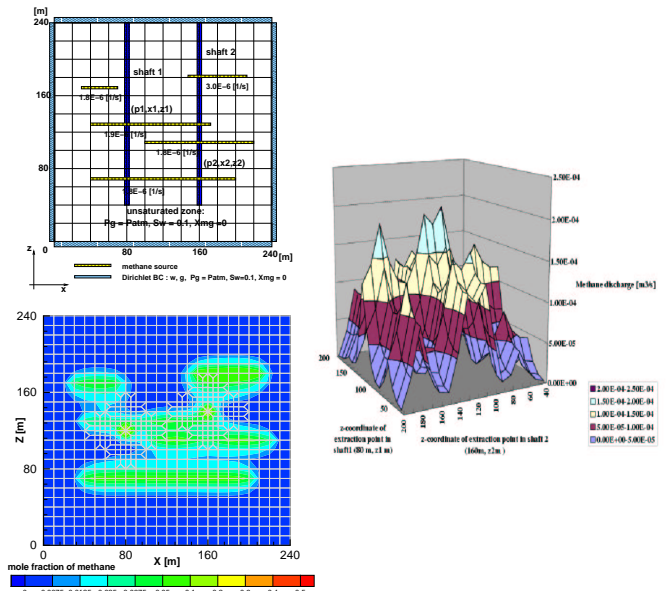 [m]
240
160
80
0
80
160
240
[m]
shaft 1
shaft 2
1.8E-6 [1/s]
3.0E-6 [1/s]
(p1,x1,z1)
1.9E-6 [1/s]
1.8E-6 [1/s]
(p2,x2,z2)
1.8E-6 [1/s]
unsaturated zone:
Pg = Patm, Sw = 0.1, Xmg =0
z
x
methane source
Dirichlet BC : w, g, Pg = Patm, Sw=0.1, Xmg = 0
240
160
80
0
Z [m]
0
80
160
240
X [m]
mole fraction of methane
2.50E-04
2.00E-04
1.50E-04
1.00E-04
5.00E-05
0.00E+00
Methane discharge [m3/s]
200
150
100
50
200
180
160
140
120
100
80
60
40
z-coordinate of
extraction point in
shaft1 (80 m, z1 m)
z-coordinate of extraction point in shaft 2
(160m, z2m )
2.00E-04-2.50E-04
1.50E-04-2.00E-04
1.00E-04-1.50E-04
5.00E-05-1.00E-04
0.00E+00-5.00E-05